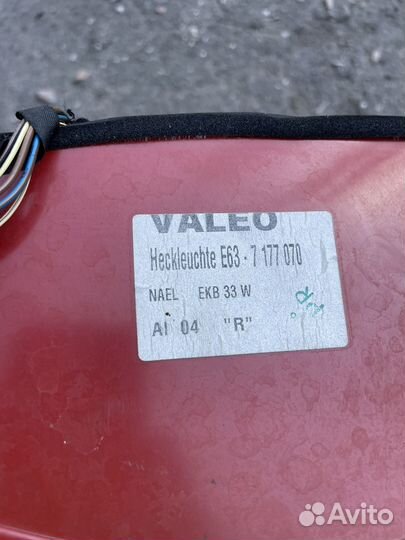 VALEO
Heckleuchte E63 - 7 177 070
NAEL EKB 33 W
AI 04 "R"
Avito